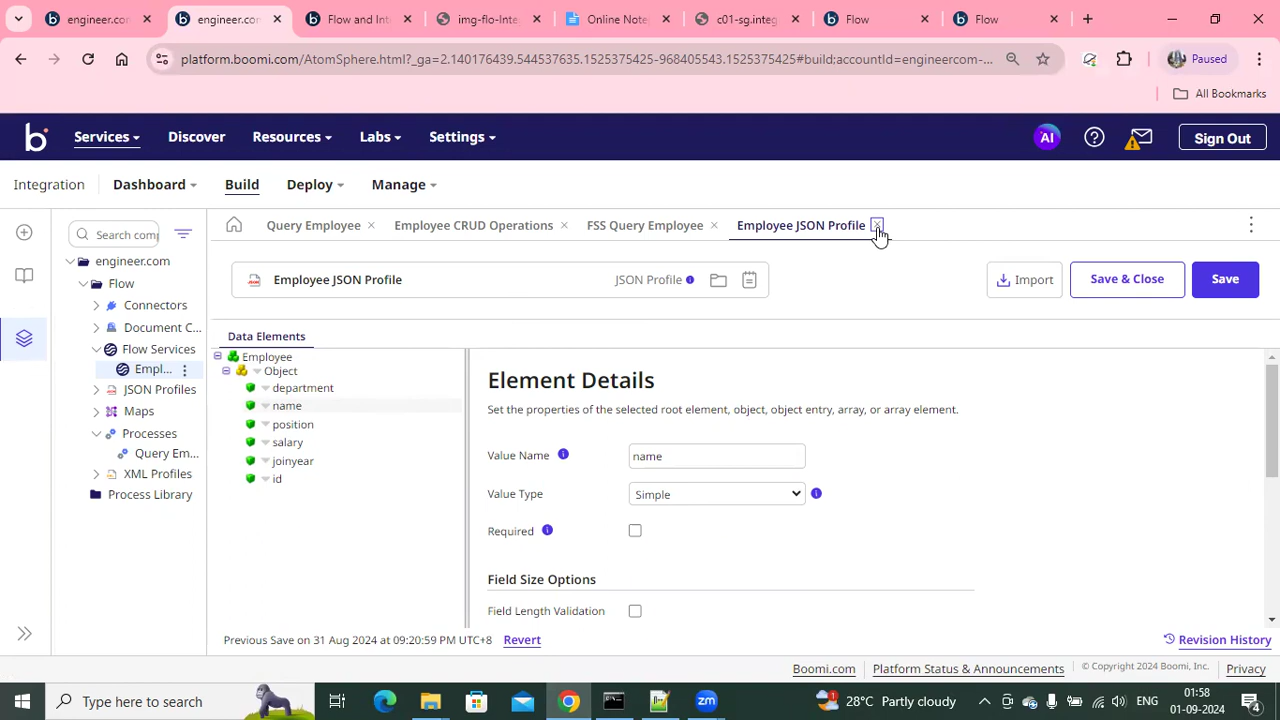 engineer.co
engineer.co
Flow and Int
img-flo-Inte
Online Note
c01-sg.integ
Flow
Flow
platform.boomi.com/AtomSphere.html?_ga=2.140176439.544537635.1525375425-968405543.1525375425#build:accountId=engineercom-...
Paused
All Bookmarks
b Services Discover Resources Labs Settings
AI
Sign Out
Integration Dashboard Build Deploy Manage
Search comp
Query Employee
Employee CRUD Operations
FSS Query Employee
Employee JSON Profile
engineer.com
Flow
Connectors
Document C...
Flow Services
Empl...
JSON Profiles
Maps
Processes
Query Em...
XML Profiles
Process Library
Employee JSON Profile
JSON Profile
Import
Save & Close
Save
Data Elements
Employee
Object
department
name
position
salary
joinyear
id
Element Details
Set the properties of the selected root element, object, object entry, array, or array element.
Value Name
name
Value Type
Simple
Required
Field Size Options
Field Length Validation
Previous Save on 31 Aug 2024 at 09:20:59 PM UTC+8 Revert
Revision History
Boomi.com
Platform Status & Announcements
© Copyright 2024 Boomi, Inc.
Privacy
Type here to search
zm
28°C Partly cloudy
ENG
01:58
01-09-2024
4